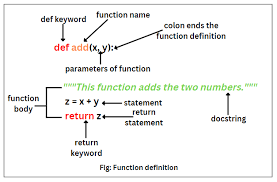 function name
def keyword
colon ends the
function definition
def add(x, y):
parameters of function
"""This function adds the two numbers."""
function
body
z = x + y
statement
return z
return
statement
docstring
return
keyword
Fig: Function definition